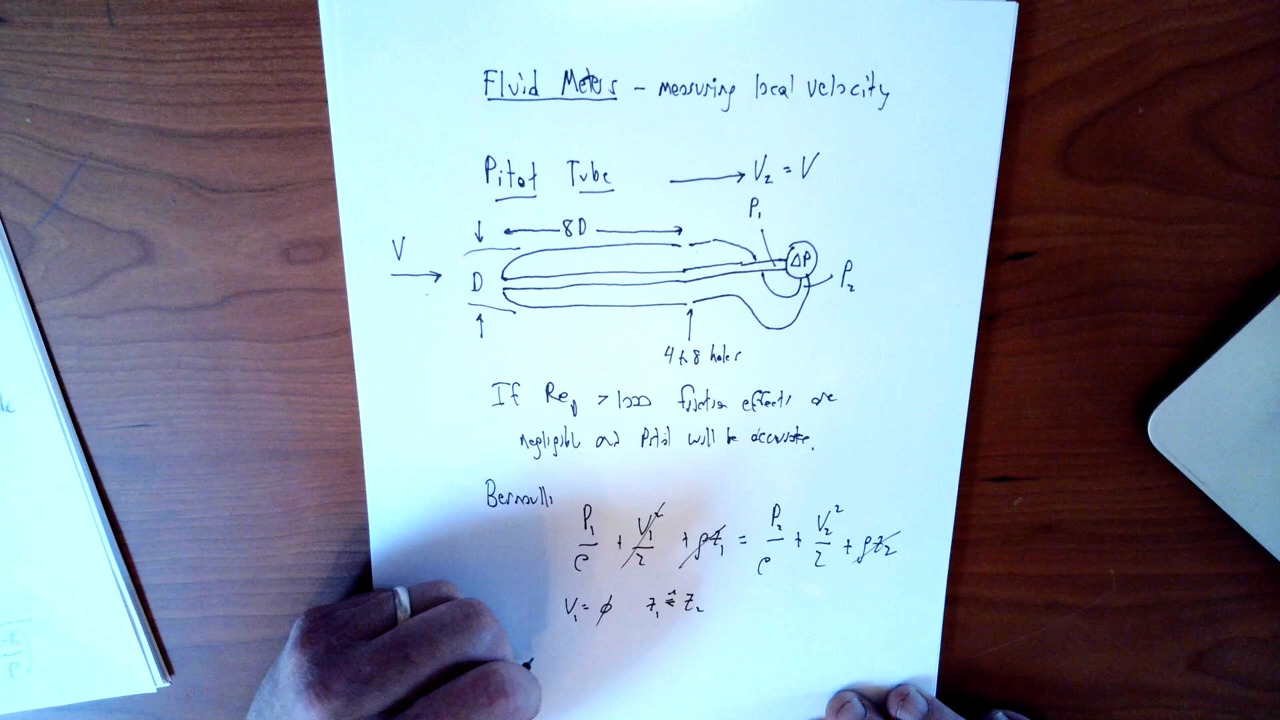 Fluid Meters - measuring local velocity
Pitot Tube → V₂ = V
P₁
8D
V
D
ΔP
P₂
4 to 8 holes
If Re_D > 1000 friction effects are
negligible and Pitot will be accurate.
Bernoulli
P₁/ρ + V₁²/2 + gz₁ = P₂/ρ + V₂²/2 + gz₂
V₁ = ϕ z₁ ≈ z₂